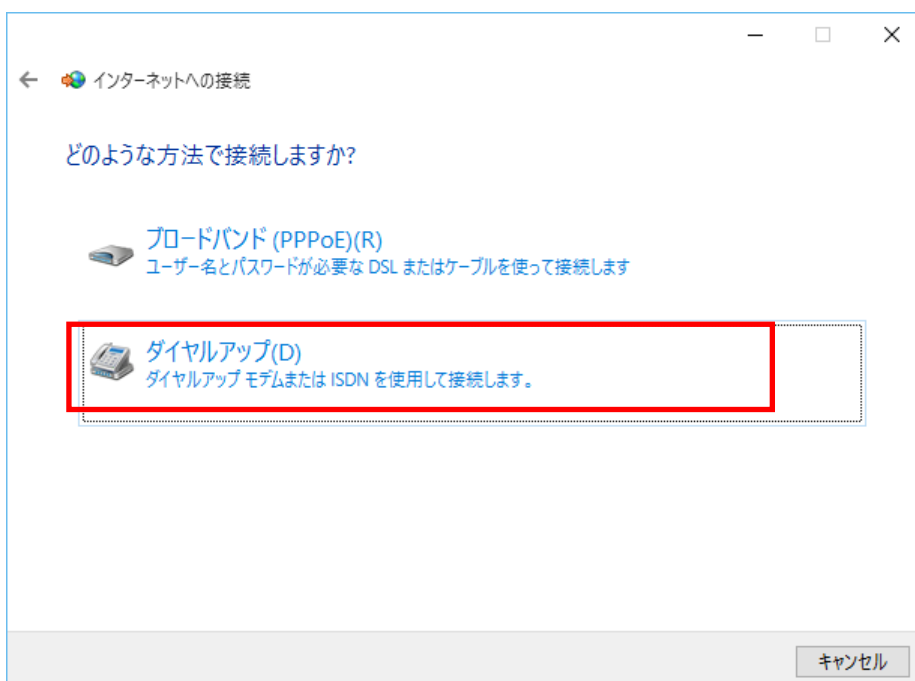 インターネットへの接続
どのような方法で接続しますか?
ブロードバンド (PPPoE)(R)
ユーザー名とパスワードが必要な DSL またはケーブルを使って接続します
ダイヤルアップ(D)
ダイヤルアップ モデムまたは ISDN を使用して接続します。
キャンセル